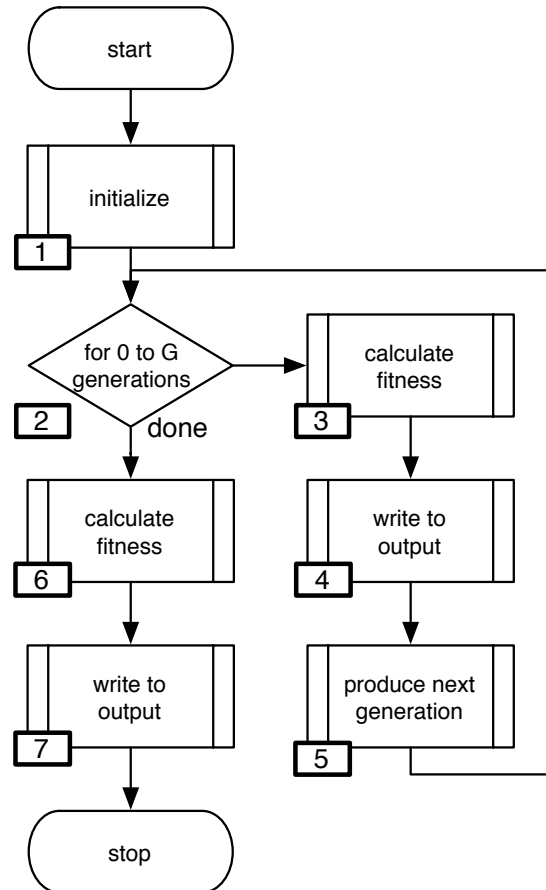 start
initialize
1
for 0 to G
generations
2
done
calculate
fitness
3
write to
output
4
produce next
generation
5
calculate
fitness
6
write to
output
7
stop